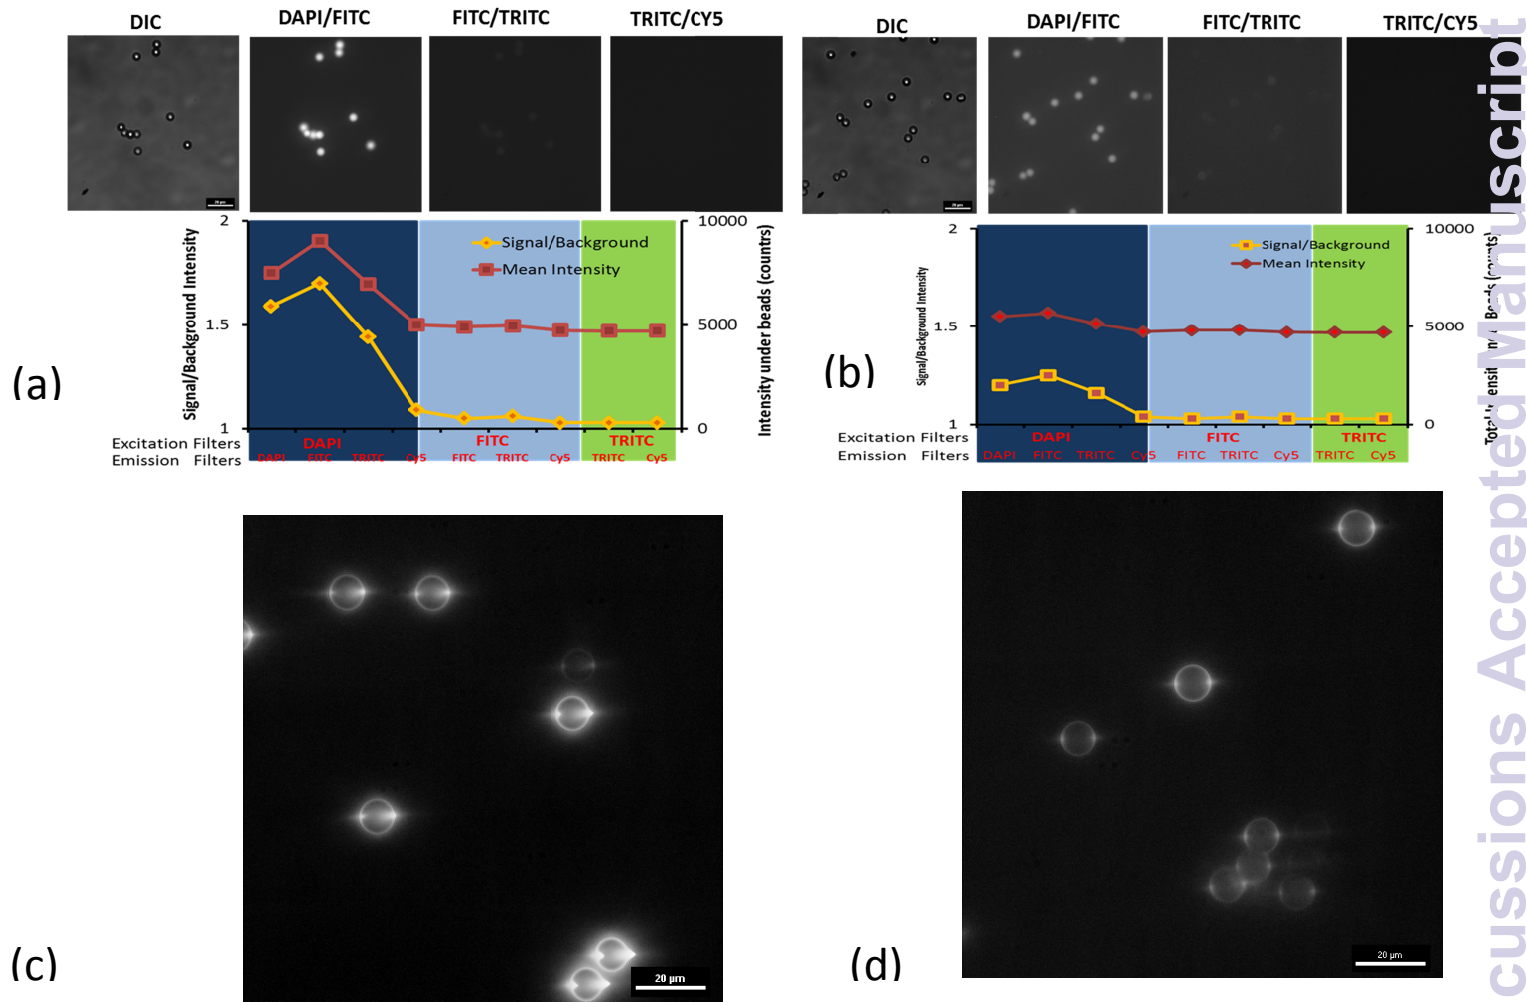 DIC
DAPI/FITC
FITC/TRITC
TRITC/CY5
20 µm
2
1.5
1
Signal/Background Intensity
Signal/Background
Mean Intensity
10000
5000
0
Intensity under beads (countrs)
Excitation Filters
DAPI
FITC
TRITC
Emission Filters
DAPI FITC TRITC Cy5 FITC TRITC Cy5 TRITC Cy5
(a)
DIC
DAPI/FITC
FITC/TRITC
TRITC/CY5
20 µm
2
1.5
1
Signal/Background Intensity
Signal/Background
Mean Intensity
10000
5000
0
Excitation Filters
DAPI
FITC
TRITC
Emission Filters
DAPI FITC TRITC Cy5 FITC TRITC Cy5 TRITC Cy5
(b)
(c)
20 µm
(d)
20 µm
cussions Accepted Manuscript